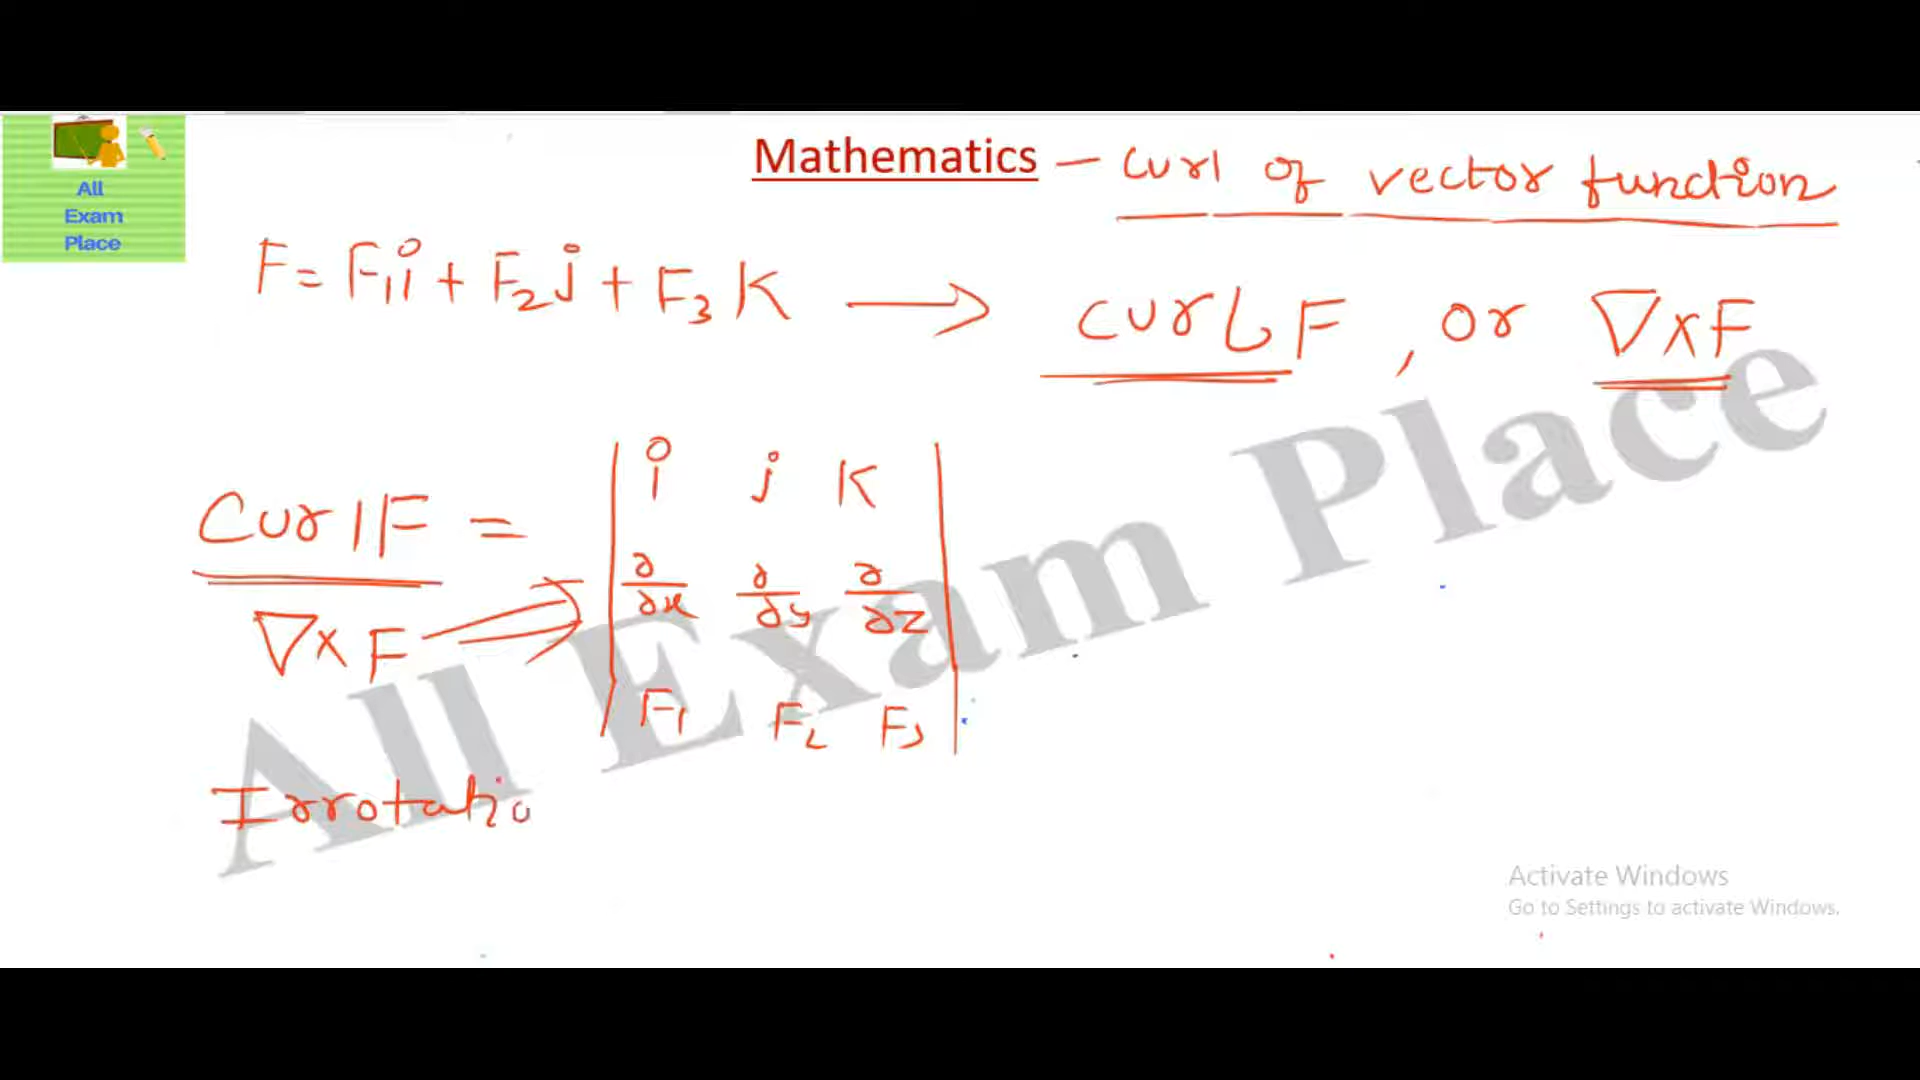 All
Exam
Place
Mathematics – curl of vector function
F = F₁i + F₂j + F₃K → curl F, or ∇×F
i j K
Curl F =
∂/∂x ∂/∂y ∂/∂z
∇× F ⇒
F₁ F₂ F₃
Irrotatio
All Exam Place
Activate Windows
Go to Settings to activate Windows.